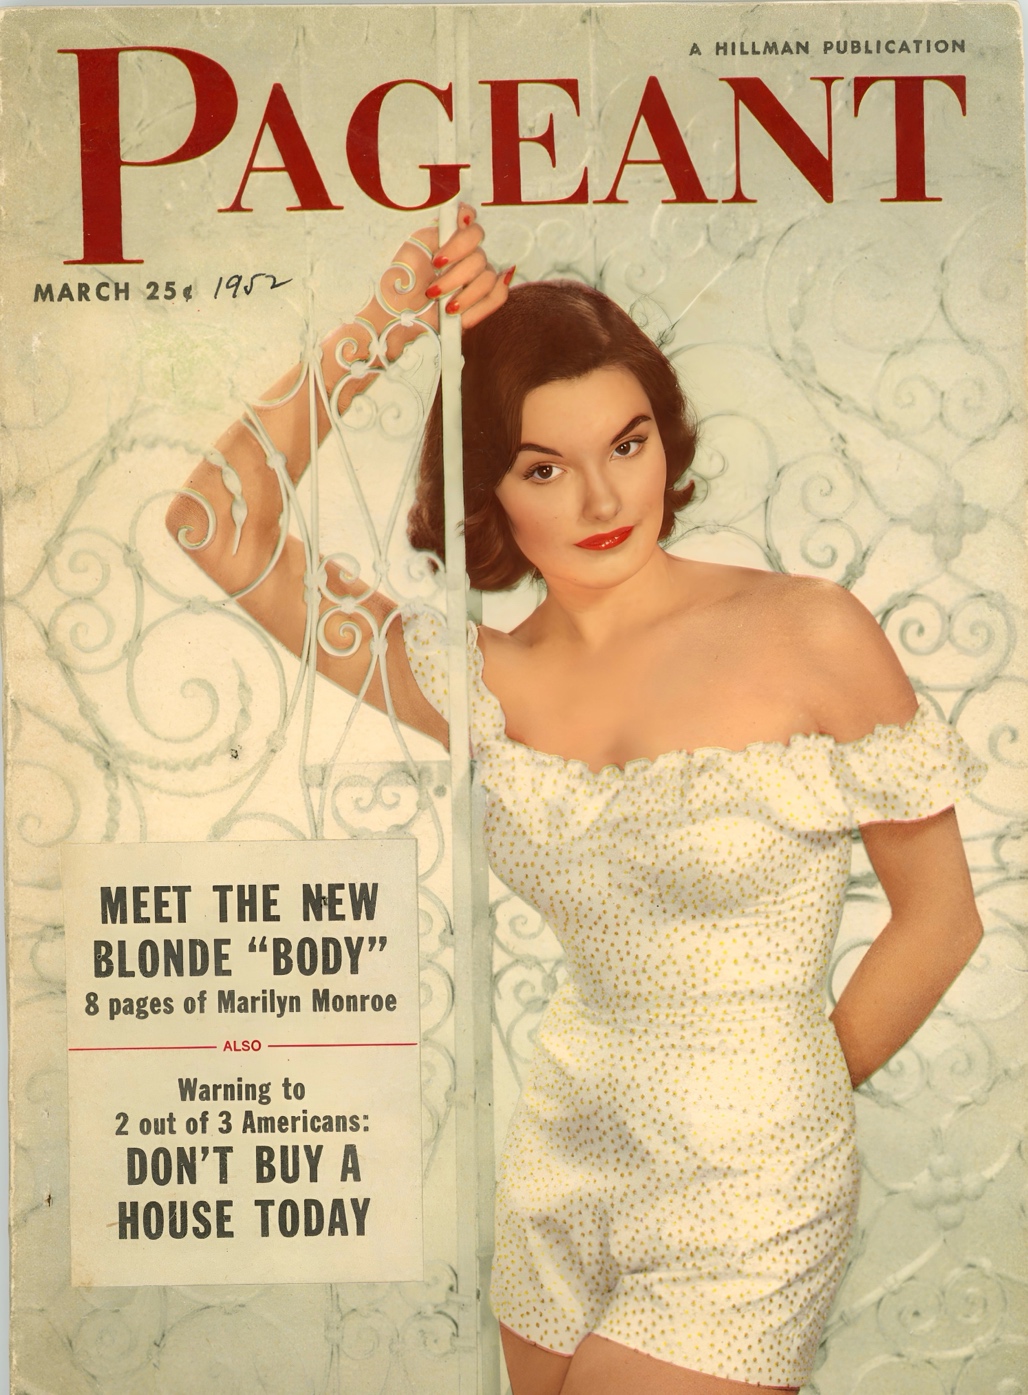 A HILLMAN PUBLICATION
PAGEANT
MARCH 25¢ 1952
MEET THE NEW
BLONDE “BODY”
8 pages of Marilyn Monroe
ALSO
Warning to
2 out of 3 Americans:
DON’T BUY A
HOUSE TODAY